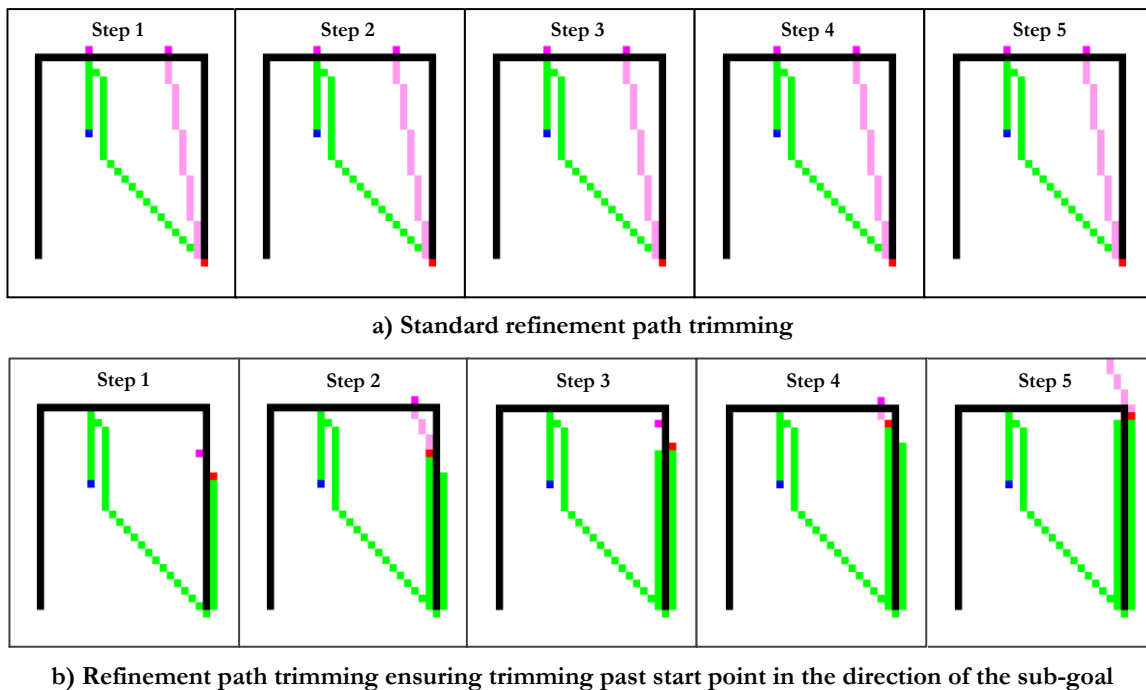 Step 1 Step 2 Step 3 Step 4 Step 5
a) Standard refinement path trimming
Step 1 Step 2 Step 3 Step 4 Step 5
b) Refinement path trimming ensuring trimming past start point in the direction of the sub-goal